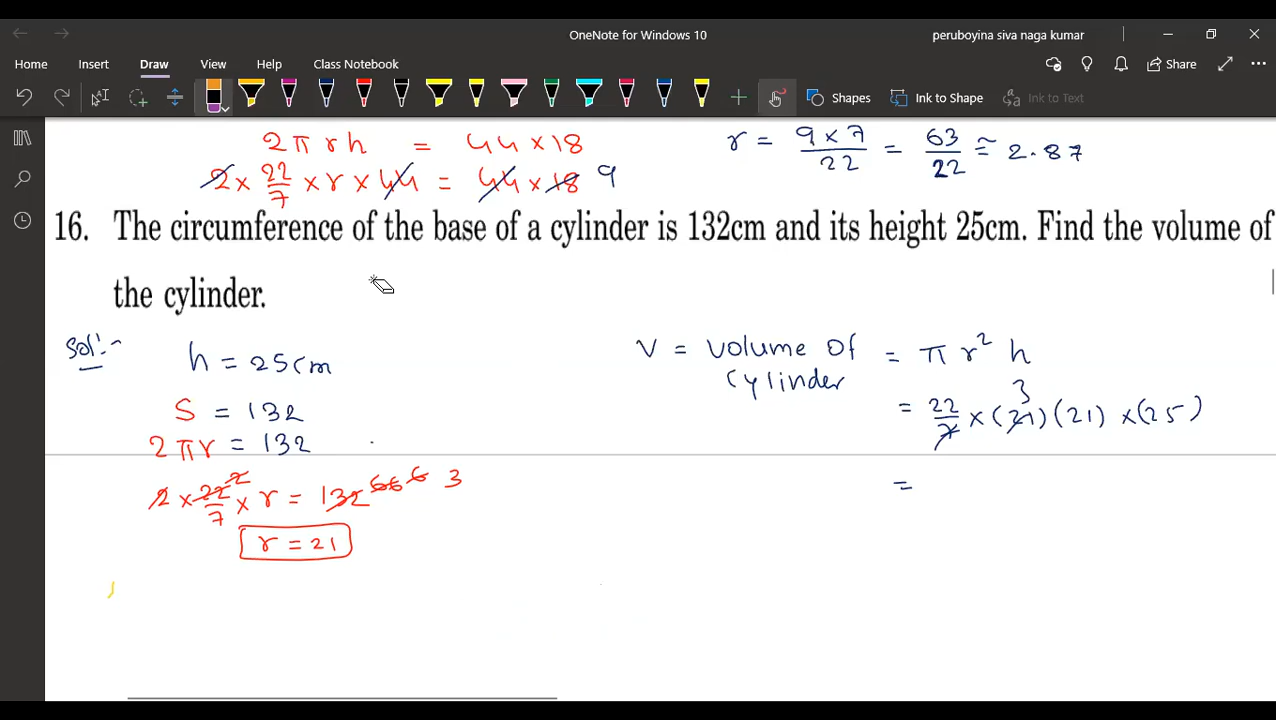 OneNote for Windows 10
peruboyina siva naga kumar
Home Insert Draw View Help Class Notebook Share
Shapes Ink to Shape Ink to Text
2πrh = 44×18
r = 9×7/22 = 63/22 ≈ 2.87
2×22/7×r×44 = 44×18 9
16. The circumference of the base of a cylinder is 132cm and its height 25cm. Find the volume of
the cylinder.
Sol:-
h = 25cm
S = 132
2πr = 132
2×22/7×r = 132 66 6 3
2
r = 21
V = volume of cylinder = πr² h
3
= 22/7 ×(21)(21)×(25)
=